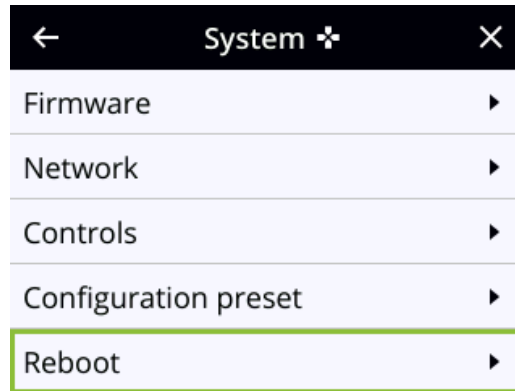 System
Firmware
Network
Controls
Configuration preset
Reboot